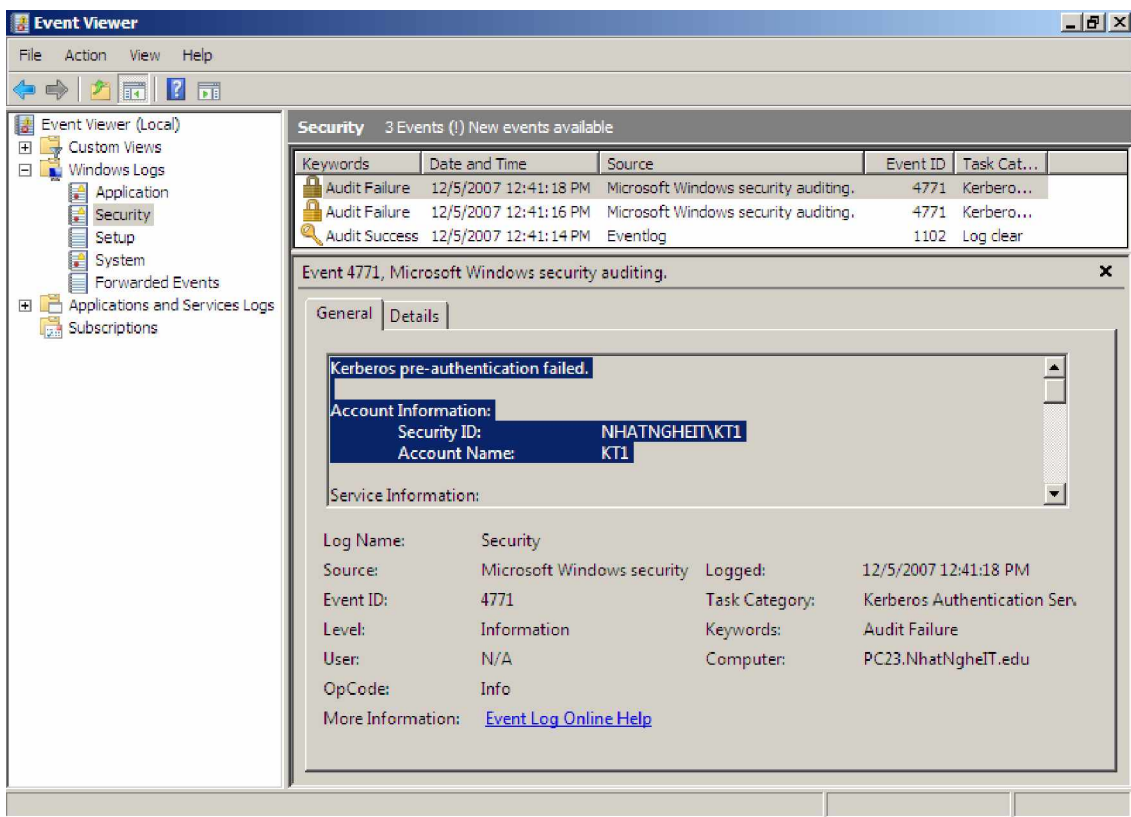 Event Viewer
File Action View Help
Event Viewer (Local)
Custom Views
Windows Logs
Application
Security
Setup
System
Forwarded Events
Applications and Services Logs
Subscriptions
Security 3 Events (!) New events available
Keywords Date and Time Source Event ID Task Cat...
Audit Failure 12/5/2007 12:41:18 PM Microsoft Windows security auditing. 4771 Kerbero...
Audit Failure 12/5/2007 12:41:16 PM Microsoft Windows security auditing. 4771 Kerbero...
Audit Success 12/5/2007 12:41:14 PM Eventlog 1102 Log clear
Event 4771, Microsoft Windows security auditing.
General Details
Kerberos pre-authentication failed.
Account Information:
Security ID: NHATNGHEIT\KT1
Account Name: KT1
Service Information:
Log Name: Security
Source: Microsoft Windows security Logged: 12/5/2007 12:41:18 PM
Event ID: 4771 Task Category: Kerberos Authentication Ser
Level: Information Keywords: Audit Failure
User: N/A Computer: PC23.NhatNgheIT.edu
OpCode: Info
More Information: Event Log Online Help